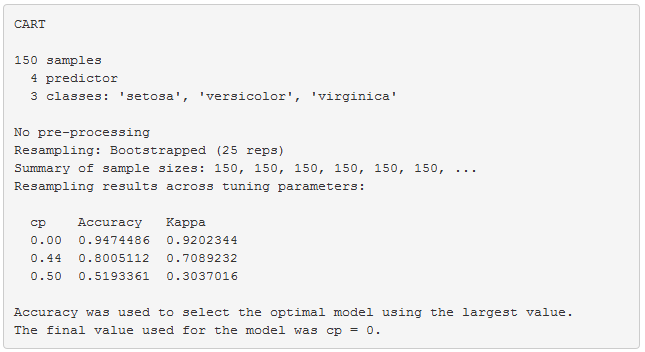 CART
150 samples
4 predictor
3 classes: 'setosa', 'versicolor', 'virginica'
No pre-processing
Resampling: Bootstrapped (25 reps)
Summary of sample sizes: 150, 150, 150, 150, 150, 150, ...
Resampling results across tuning parameters:
cp    Accuracy   Kappa
0.00  0.9474486  0.9202344
0.44  0.8005112  0.7089232
0.50  0.5193361  0.3037016
Accuracy was used to select the optimal model using the largest value.
The final value used for the model was cp = 0.